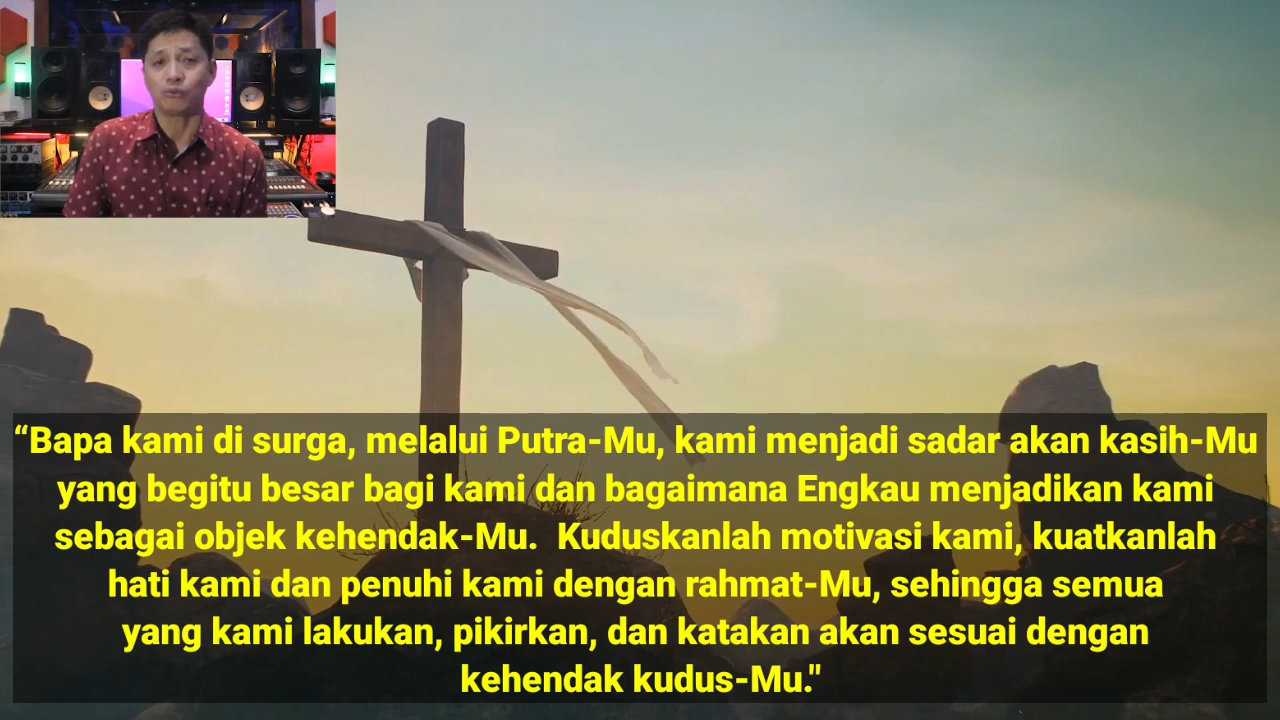 “Bapa kami di surga, melalui Putra-Mu, kami menjadi sadar akan kasih-Mu
yang begitu besar bagi kami dan bagaimana Engkau menjadikan kami
sebagai objek kehendak-Mu.  Kuduskanlah motivasi kami, kuatkanlah
hati kami dan penuhi kami dengan rahmat-Mu, sehingga semua
yang kami lakukan, pikirkan, dan katakan akan sesuai dengan
kehendak kudus-Mu."